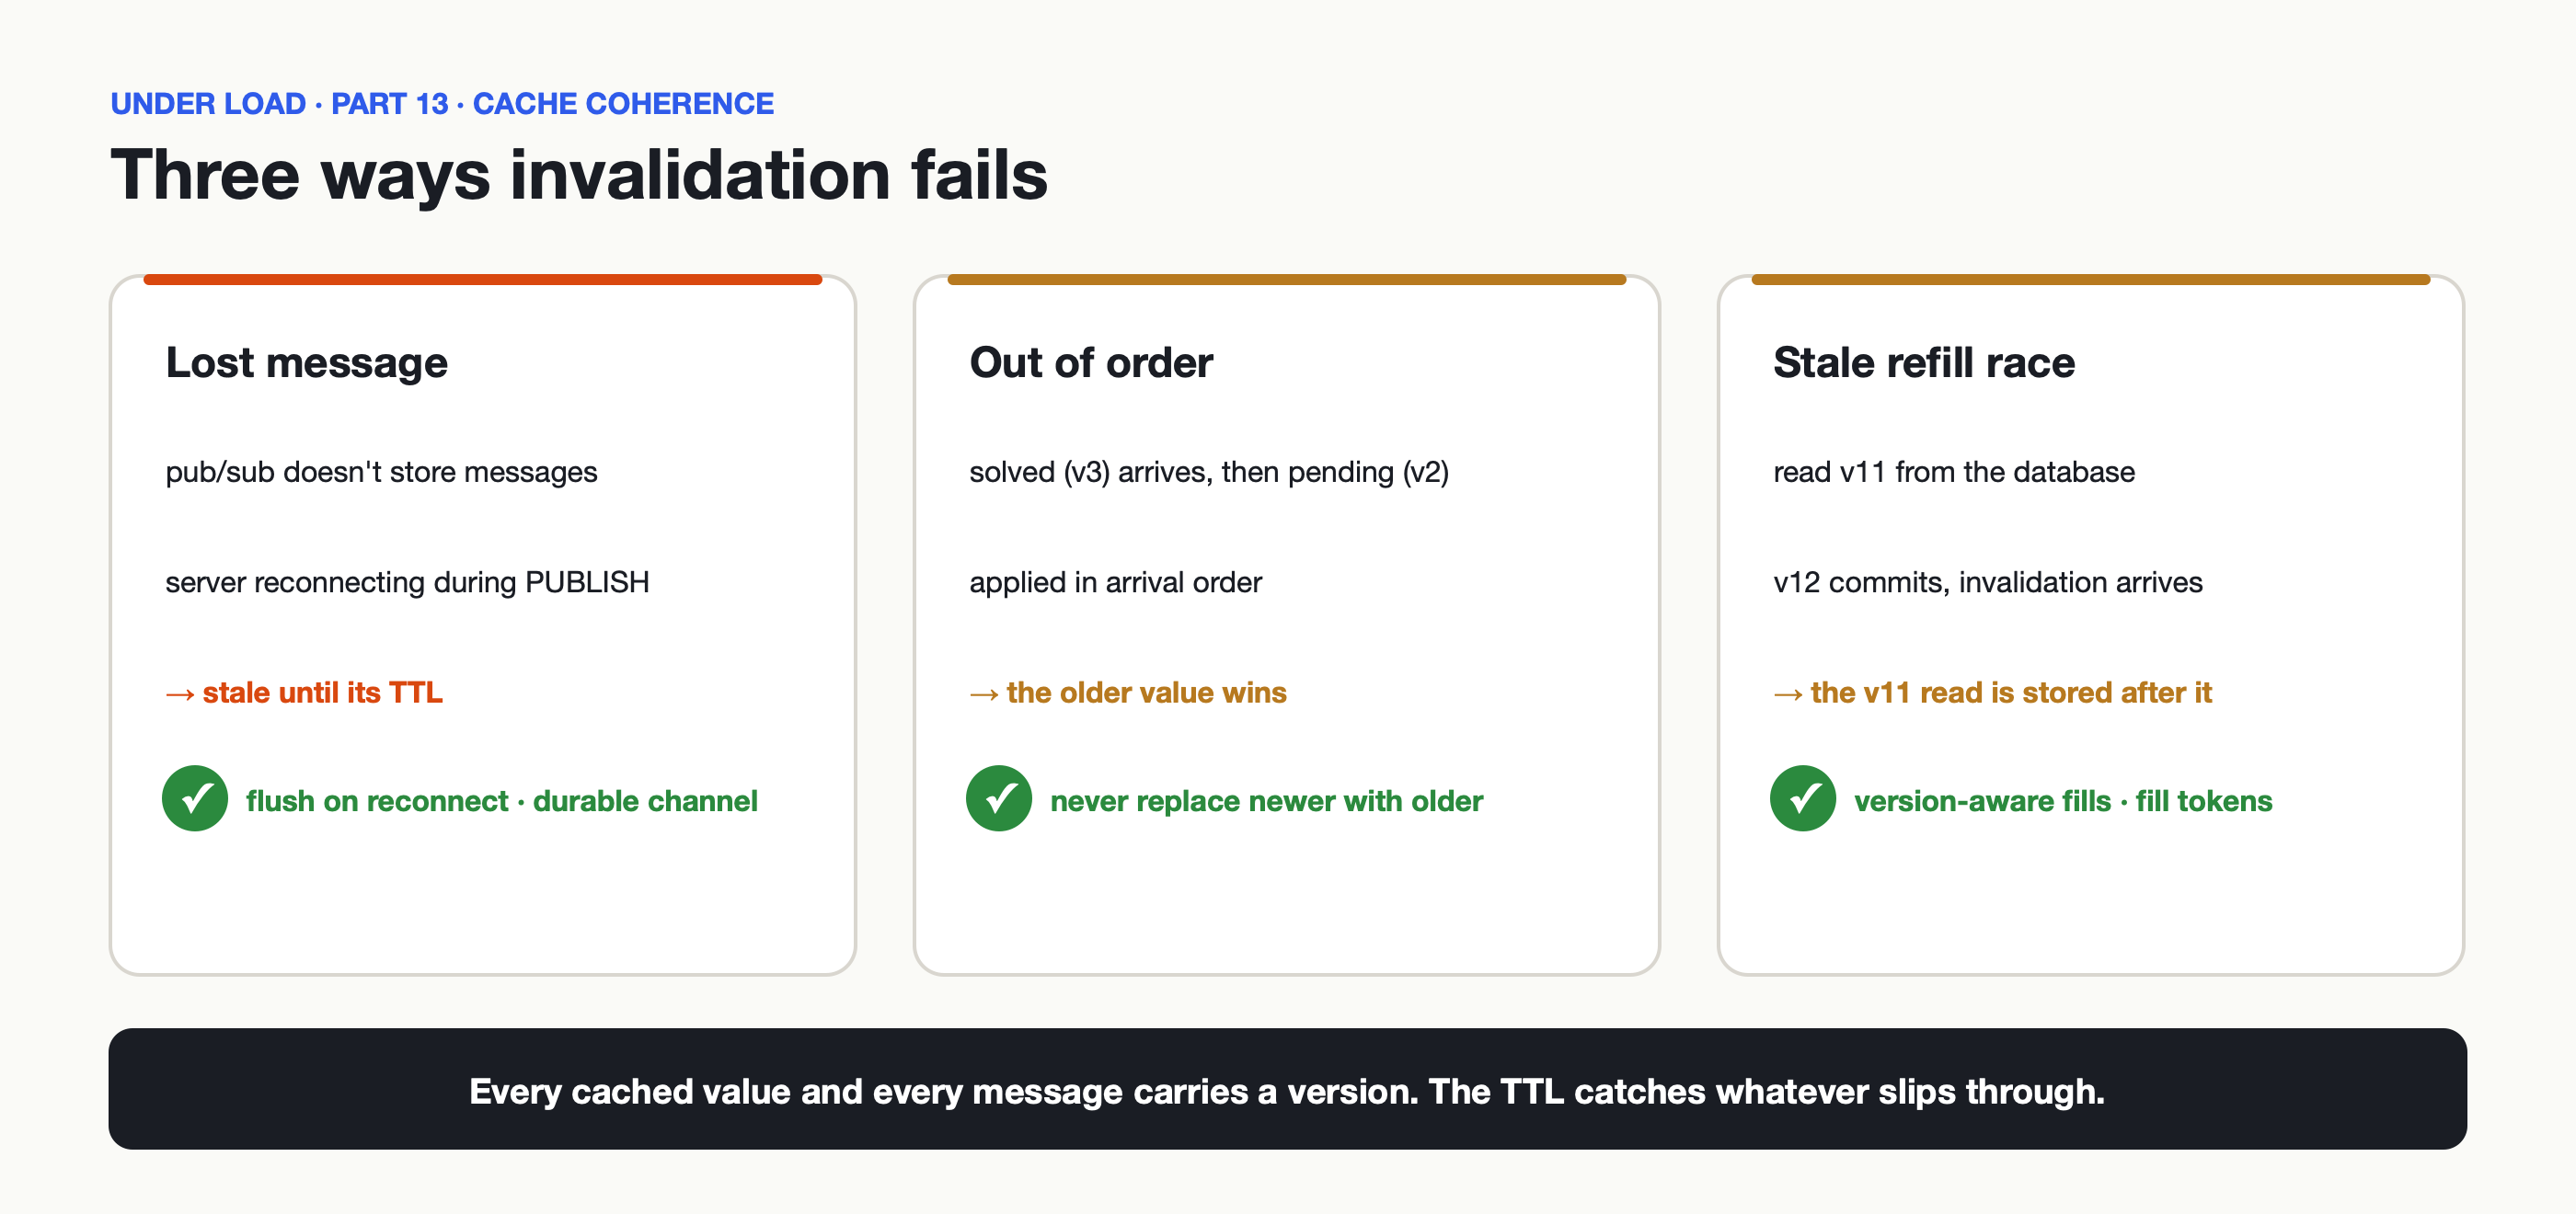 UNDER LOAD · PART 13 · CACHE COHERENCE
Three ways invalidation fails
Lost message
pub/sub doesn't store messages
server reconnecting during PUBLISH
→ stale until its TTL
✓ flush on reconnect · durable channel
Out of order
solved (v3) arrives, then pending (v2)
applied in arrival order
→ the older value wins
✓ never replace newer with older
Stale refill race
read v11 from the database
v12 commits, invalidation arrives
→ the v11 read is stored after it
✓ version-aware fills · fill tokens
Every cached value and every message carries a version. The TTL catches whatever slips through.